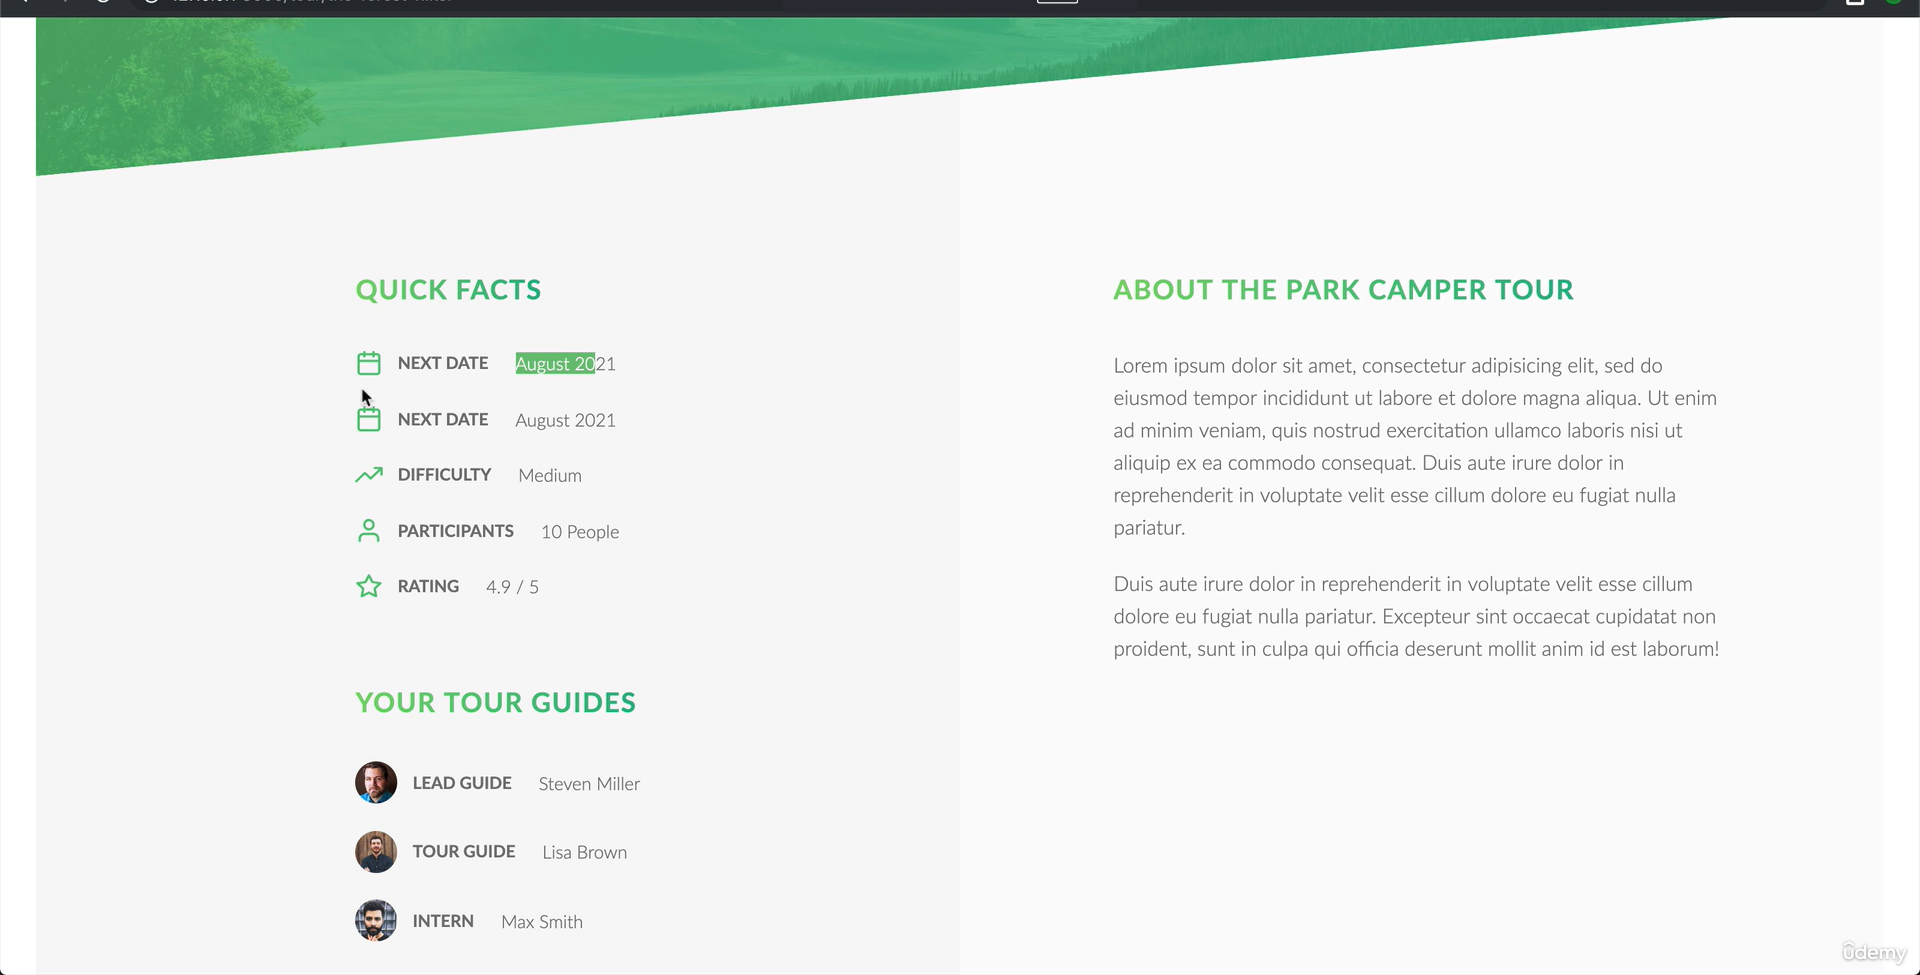 QUICK FACTS
NEXT DATE August 2021
NEXT DATE August 2021
DIFFICULTY Medium
PARTICIPANTS 10 People
RATING 4.9 / 5
YOUR TOUR GUIDES
LEAD GUIDE Steven Miller
TOUR GUIDE Lisa Brown
INTERN Max Smith
ABOUT THE PARK CAMPER TOUR
Lorem ipsum dolor sit amet, consectetur adipisicing elit, sed do
eiusmod tempor incididunt ut labore et dolore magna aliqua. Ut enim
ad minim veniam, quis nostrud exercitation ullamco laboris nisi ut
aliquip ex ea commodo consequat. Duis aute irure dolor in
reprehenderit in voluptate velit esse cillum dolore eu fugiat nulla
pariatur.
Duis aute irure dolor in reprehenderit in voluptate velit esse cillum
dolore eu fugiat nulla pariatur. Excepteur sint occaecat cupidatat non
proident, sunt in culpa qui officia deserunt mollit anim id est laborum!
ûdemy